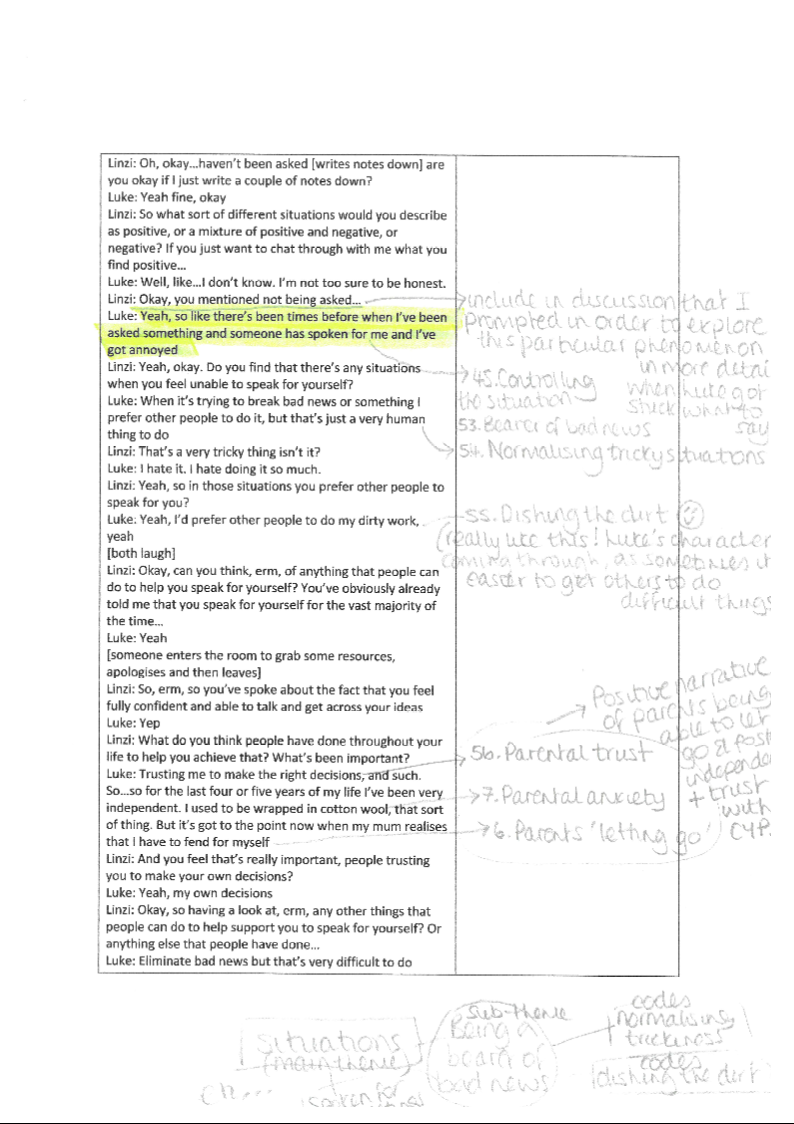 Linzi: Oh, okay...haven't been asked [writes notes down] are
you okay if I just write a couple of notes down?
Luke: Yeah fine, okay
Linzi: So what sort of different situations would you describe
as positive, or a mixture of positive and negative, or
negative? If you just want to chat through with me what you
find positive...
Luke: Well, like...I don't know. I'm not too sure to be honest.
Linzi: Okay, you mentioned not being asked...
Luke: Yeah, so like there's been times before when I've been
asked something and someone has spoken for me and I've
got annoyed
Linzi: Yeah, okay. Do you find that there's any situations
when you feel unable to speak for yourself?
Luke: When it's trying to break bad news or something I
prefer other people to do it, but that's just a very human
thing to do
Linzi: That's a very tricky thing isn't it?
Luke: I hate it. I hate doing it so much.
Linzi: Yeah, so in those situations you prefer other people to
speak for you?
Luke: Yeah, I'd prefer other people to do my dirty work,
yeah
[both laugh]
Linzi: Okay, can you think, erm, of anything that people can
do to help you speak for yourself? You've obviously already
told me that you speak for yourself for the vast majority of
the time...
Luke: Yeah
[someone enters the room to grab some resources,
apologises and then leaves]
Linzi: So, erm, so you've spoke about the fact that you feel
fully confident and able to talk and get across your ideas
Luke: Yep
Linzi: What do you think people have done throughout your
life to help you achieve that? What's been important?
Luke: Trusting me to make the right decisions, and such.
So...so for the last four or five years of my life I've been very
independent. I used to be wrapped in cotton wool, that sort
of thing. But it's got to the point now when my mum realises
that I have to fend for myself
Linzi: And you feel that's really important, people trusting
you to make your own decisions?
Luke: Yeah, my own decisions
Linzi: Okay, so having a look at, erm, any other things that
people can do to help support you to speak for yourself? Or
anything else that people have done...
Luke: Eliminate bad news but that's very difficult to do
include in discussion that I
prompted in order to explore
this particular phenomenon
in more detai
when Luke got
stuck what to
say
45. Controlling
the situation
53. Bearer of bad news
54. Normalising tricky situations
55. Dishing the dirt
(really like this! Luke's character
coming through, as sometimes it
easier to get others to do
difficult things
Positive narrative
of parents being
able to let
go & post
independe
+ trust
with
CYP.
56. Parental trust
7. Parental anxiety
6. Parents 'letting go'
situations
(main theme)
sub-theme
Being a
bearer of
bad news
codes
normalising
trickiness
codes
dishing the dirt